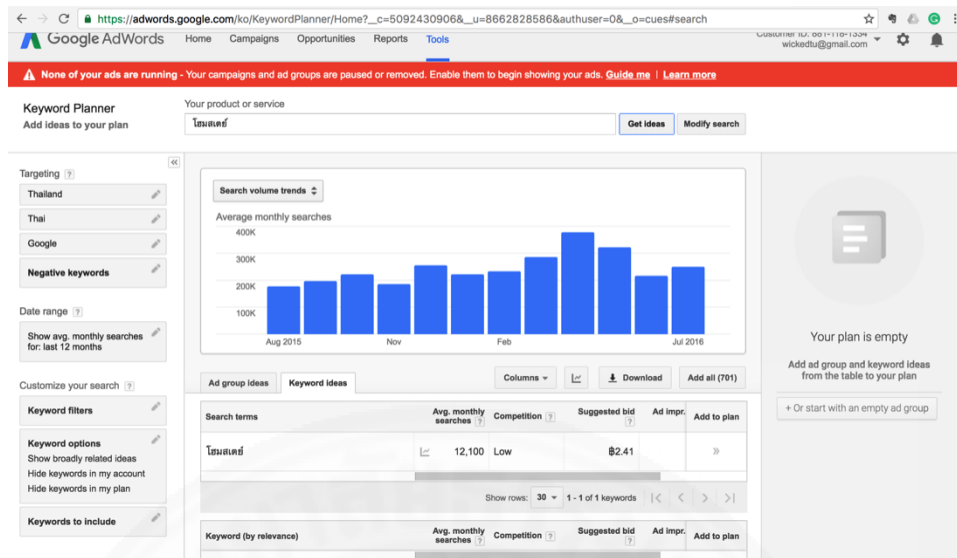 https://adwords.google.com/ko/KeywordPlanner/Home?__c=5092430906&__u=8662828586&authuser=0&__o=cues#search
Google AdWords Home Campaigns Opportunities Reports Tools
Customer ID: 881-118-1334
wickedtu@gmail.com
None of your ads are running - Your campaigns and ad groups are paused or removed. Enable them to begin showing your ads. Guide me | Learn more
Keyword Planner
Add ideas to your plan
Your product or service
โฮมสเตย์
Get ideas
Modify search
Targeting ?
Thailand
Thai
Google
Negative keywords
Date range ?
Show avg. monthly searches
for: last 12 months
Customize your search ?
Keyword filters
Keyword options
Show broadly related ideas
Hide keywords in my account
Hide keywords in my plan
Keywords to include
Search volume trends
Average monthly searches
400K
300K
200K
100K
Aug 2015 Nov Feb Jul 2016
Ad group ideas Keyword ideas
Columns Download Add all (701)
Search terms Avg. monthly searches ? Competition ? Suggested bid ? Ad impr. Add to plan
โฮมสเตย์ 12,100 Low ฿2.41 »
Show rows: 30 1 - 1 of 1 keywords |< < > >|
Keyword (by relevance) Avg. monthly searches ? Competition ? Suggested bid ? Ad impr. Add to plan
Your plan is empty
Add ad group and keyword ideas
from the table to your plan
+ Or start with an empty ad group